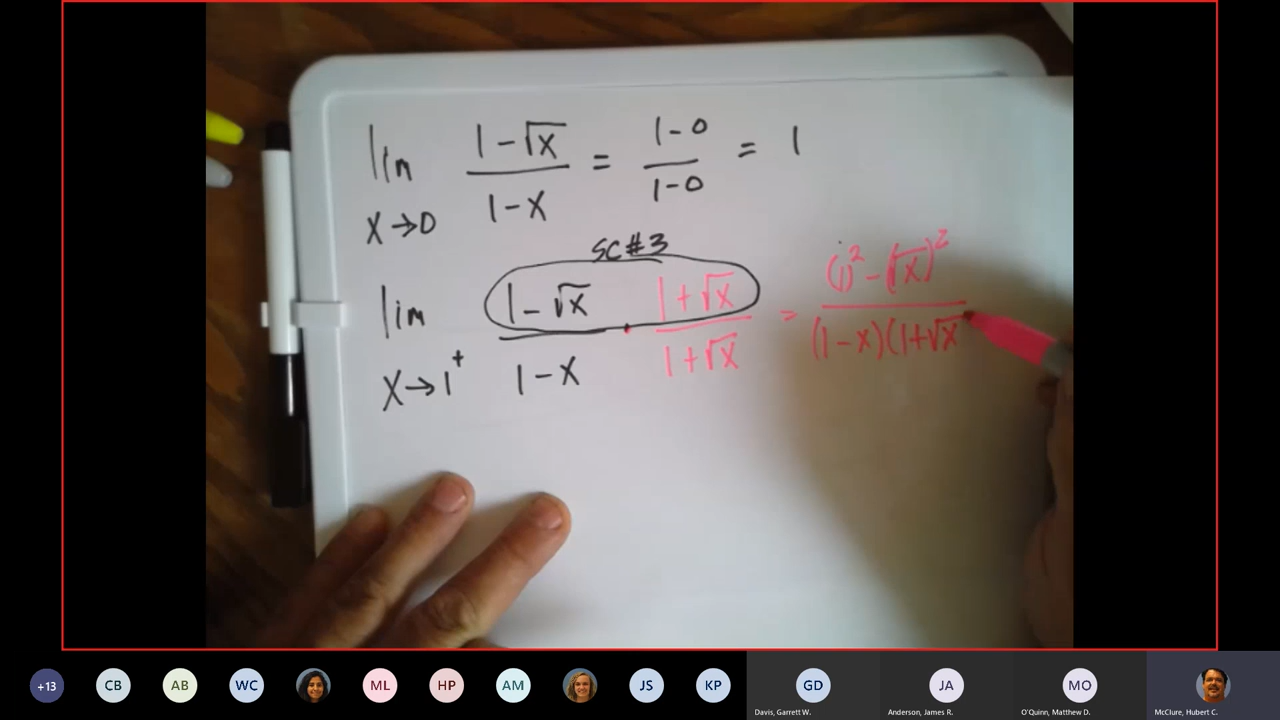 lim 1-√x = 1-0 = 1
x→0 1-x 1-0
SC#3
lim 1-√x · 1+√x = (1)² - (√x)²
x→1⁺ 1-x 1+√x (1-x)(1+√x
+13 CB AB WC ML HP AM JS KP GD JA MO
Davis, Garrett W. Anderson, James R. O'Quinn, Matthew D. McClure, Hubert C.